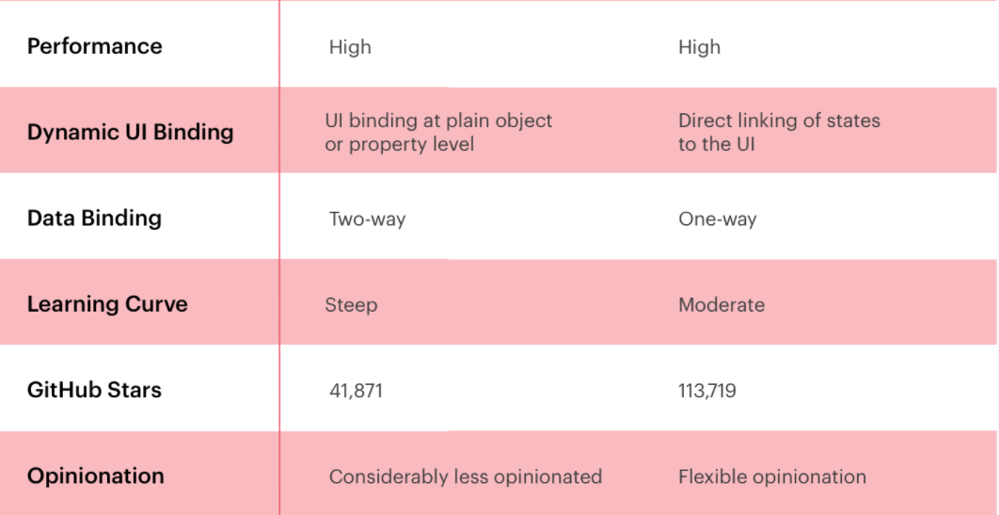 Performance
High
High
Dynamic UI Binding
UI binding at plain object
or property level
Direct linking of states
to the UI
Data Binding
Two-way
One-way
Learning Curve
Steep
Moderate
GitHub Stars
41,871
113,719
Opinionation
Considerably less opinionated
Flexible opinionation